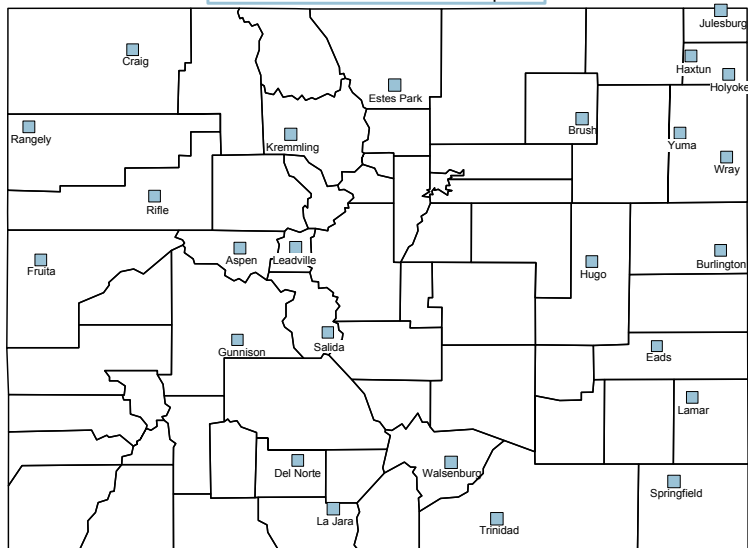 Julesburg
Craig
Haxtun
Holyoke
Estes Park
Rangely
Brush
Kremmling
Yuma
Wray
Rifle
Fruita
Aspen
Leadville
Hugo
Burlington
Gunnison
Salida
Eads
Lamar
Del Norte
Walsenburg
Springfield
La Jara
Trinidad